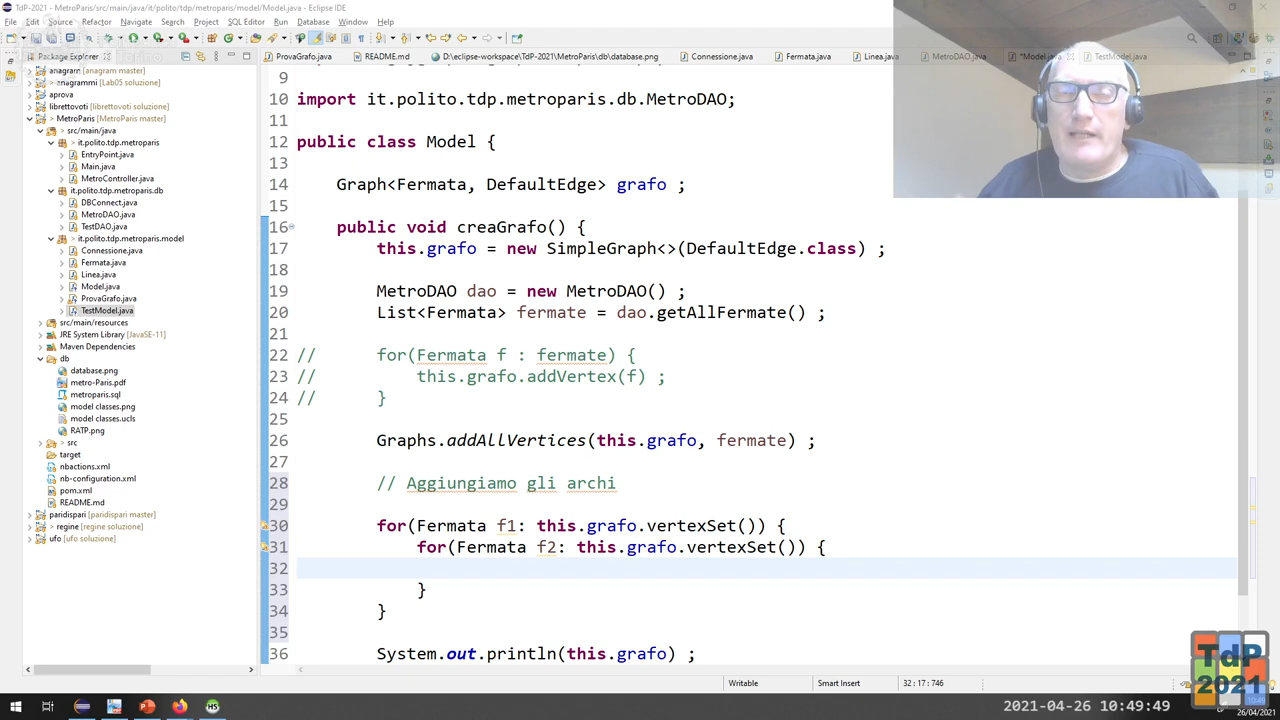 TdP-2021 - MetroParis/src/main/java/it/polito/tdp/metroparis/model/Model.java - Eclipse IDE
File Edit Source Refactor Navigate Search Project SQL Editor Run Database Window Help
Package Explorer
ProvaGrafo.java README.md D:\eclipse-workspace\TdP-2021\MetroParis\db\database.png Connessione.java Fermata.java Linea.java MetroDAO.java *Model.java TestModel.java
anagram [anagram master]
anagrammi [Lab05 soluzione]
aprova
librettovoti [librettovoti soluzione]
MetroParis [MetroParis master]
src/main/java
it.polito.tdp.metroparis
EntryPoint.java
Main.java
MetroController.java
it.polito.tdp.metroparis.db
DBConnect.java
MetroDAO.java
TestDAO.java
it.polito.tdp.metroparis.model
Connessione.java
Fermata.java
Linea.java
Model.java
ProvaGrafo.java
TestModel.java
src/main/resources
JRE System Library [JavaSE-11]
Maven Dependencies
db
database.png
metro-Paris.pdf
metroparis.sql
model classes.png
model classes.ucls
RATP.png
src
target
nbactions.xml
nb-configuration.xml
pom.xml
README.md
paridispari [paridispari master]
regine [regine soluzione]
ufo [ufo soluzione]
9
10 import it.polito.tdp.metroparis.db.MetroDAO;
11
12 public class Model {
13
14 Graph<Fermata, DefaultEdge> grafo ;
15
16 public void creaGrafo() {
17 this.grafo = new SimpleGraph<>(DefaultEdge.class) ;
18
19 MetroDAO dao = new MetroDAO() ;
20 List<Fermata> fermate = dao.getAllFermate() ;
21
22 // for(Fermata f : fermate) {
23 // this.grafo.addVertex(f) ;
24 // }
25
26 Graphs.addAllVertices(this.grafo, fermate) ;
27
28 // Aggiungiamo gli archi
29
30 for(Fermata f1: this.grafo.vertexSet()) {
31 for(Fermata f2: this.grafo.vertexSet()) {
32
33 }
34 }
35
36 System.out.println(this.grafo) ;
Writable Smart Insert 32 : 17 : 746
TdP
2021
2021-04-26 10:49:49
26/04/2021